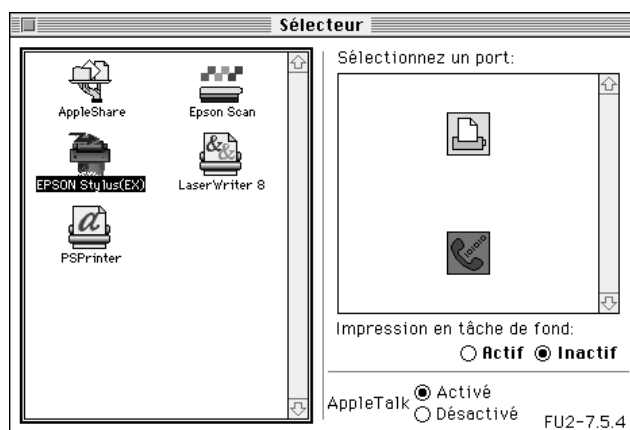 Sélecteur
AppleShare
Epson Scan
EPSON Stylus(EX)
LaserWriter 8
PSPrinter
Sélectionnez un port:
Impression en tâche de fond:
Actif Inactif
AppleTalk
Activé
Désactivé
FU2-7.5.4